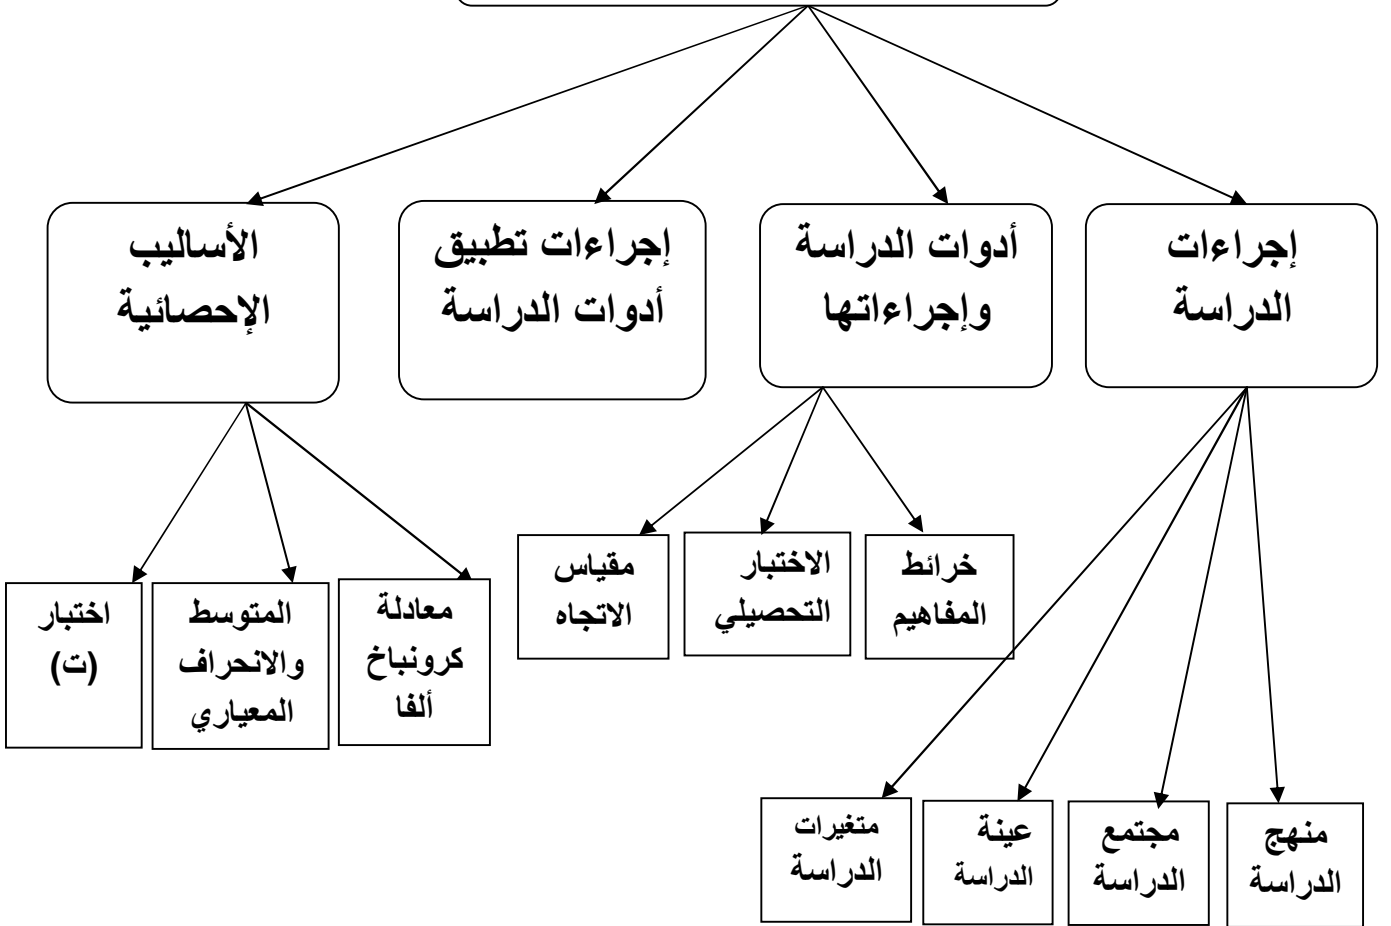 إجراءات
الدراسة
أدوات الدراسة
وإجراءاتها
إجراءات تطبيق
أدوات الدراسة
الأساليب
الإحصائية
خرائط
المفاهيم
الاختبار
التحصيلي
مقياس
الاتجاه
معادلة
كرونباخ
ألفا
المتوسط
والانحراف
المعياري
اختبار
(ت)
منهج
الدراسة
مجتمع
الدراسة
عينة
الدراسة
متغيرات
الدراسة